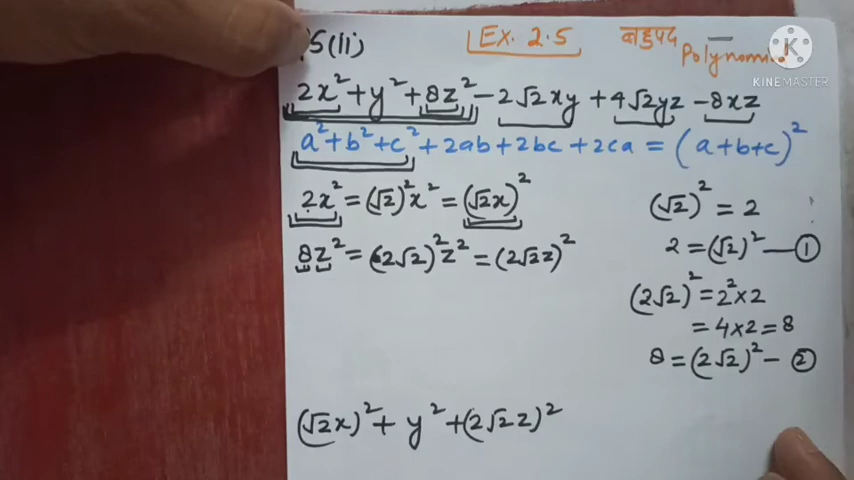 5(ii) Ex. 2.5 बहुपद
Polynomi
KINEMASTER
2x² + y² + 8z² - 2√2xy + 4√2yz - 8xz
a² + b² + c² + 2ab + 2bc + 2ca = (a+b+c)²
2x² = (√2)²x² = (√2x)²
8z² = (2√2)²z² = (2√2z)²
(√2)² = 2
2 = (√2)² — ①
(2√2)² = 2² × 2
= 4 × 2 = 8
8 = (2√2)² - ②
(√2x)² + y² + (2√2z)²